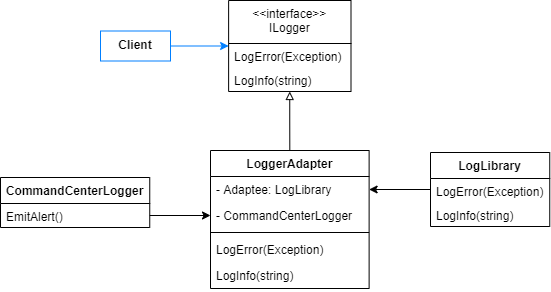 <<interface>>
ILogger
LogError(Exception)
LogInfo(string)
Client
LoggerAdapter
- Adaptee: LogLibrary
- CommandCenterLogger
LogError(Exception)
LogInfo(string)
CommandCenterLogger
EmitAlert()
LogLibrary
LogError(Exception)
LogInfo(string)